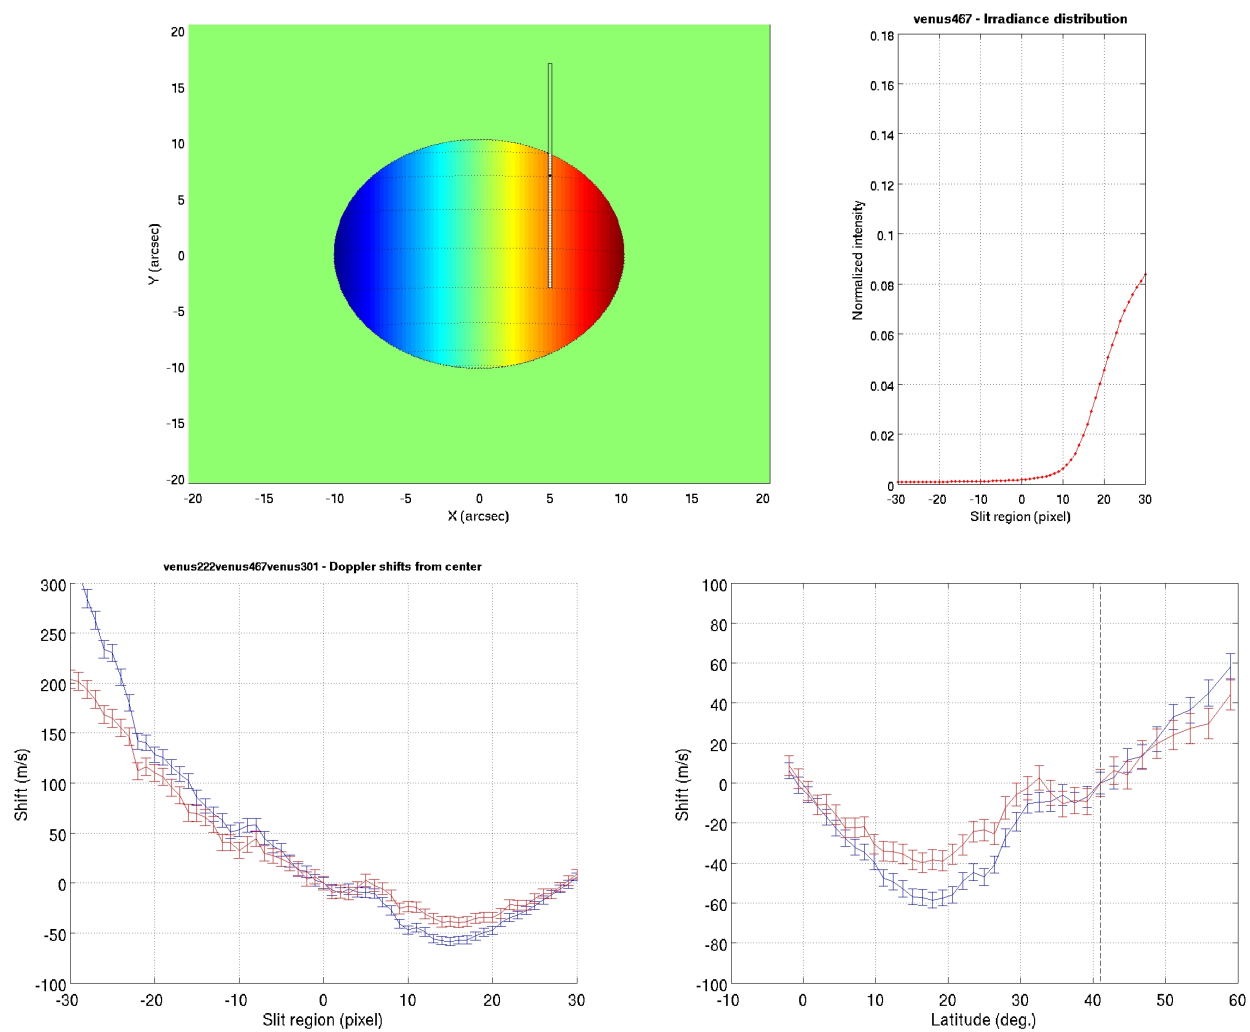 venus467 - Irradiance distribution
20
15
10
5
0
-5
-10
-15
-20
Y (arcsec)
-20 -15 -10 -5 0 5 10 15 20
X (arcsec)
0.18
0.16
0.14
0.12
0.1
0.08
0.06
0.04
0.02
0
Normalized intensity
-30 -20 -10 0 10 20 30
Slit region (pixel)
venus222venus467venus301 - Doppler shifts from center
300
250
200
150
100
50
0
-50
-100
Shift (m/s)
-30 -20 -10 0 10 20 30
Slit region (pixel)
100
80
60
40
20
0
-20
-40
-60
-80
-100
Shift (m/s)
-10 0 10 20 30 40 50 60
Latitude (deg.)